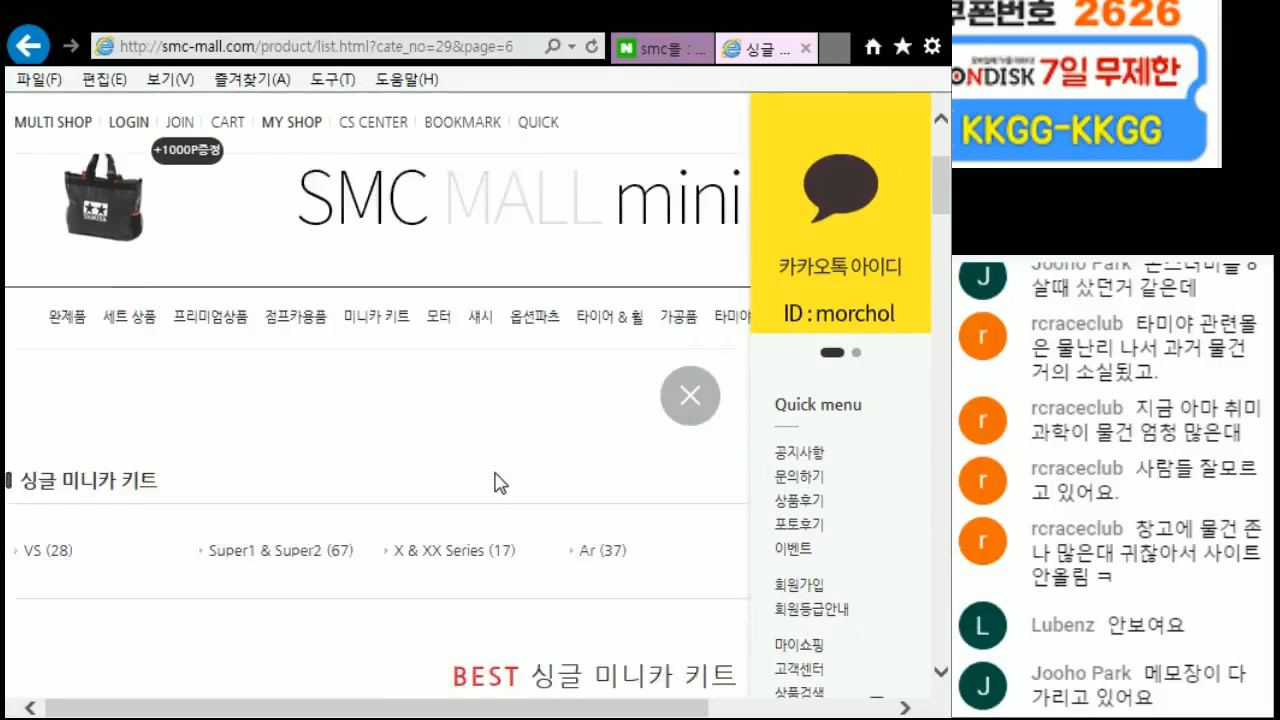 http://smc-mall.com/product/list.html?cate_no=29&page=6
smc몰 : ...
싱글 ...
파일(F) 편집(E) 보기(V) 즐겨찾기(A) 도구(T) 도움말(H)
MULTI SHOP LOGIN JOIN CART MY SHOP CS CENTER BOOKMARK QUICK
+1000P증정
TAMIYA
SMC MALL mini
카카오톡 아이디
ID : morchol
완제품 세트 상품 프리미엄상품 점프카용품 미니카 키트 모터 섀시 옵션파츠 타이어 & 휠 가공품 타미야
Quick menu
공지사항
문의하기
상품후기
포토후기
이벤트
회원가입
회원등급안내
마이쇼핑
고객센터
상품검색
싱글 미니카 키트
VS (28) Super1 & Super2 (67) X & XX Series (17) Ar (37)
BEST 싱글 미니카 키트
쿠폰번호 2626
ONDISK 7일 무제한
KKGG-KKGG
Jooho Park
살때 샀던거 같은데
rcraceclub 타미야 관련몰
은 물난리 나서 과거 물건
거의 소실됬고.
rcraceclub 지금 아마 취미
과학이 물건 엄청 많은대
rcraceclub 사람들 잘모르
고 있어요.
rcraceclub 창고에 물건 존
나 많은대 귀찮아서 사이트
안올림 ㅋ
Lubenz 안보여요
Jooho Park 메모장이 다
가리고 있어요